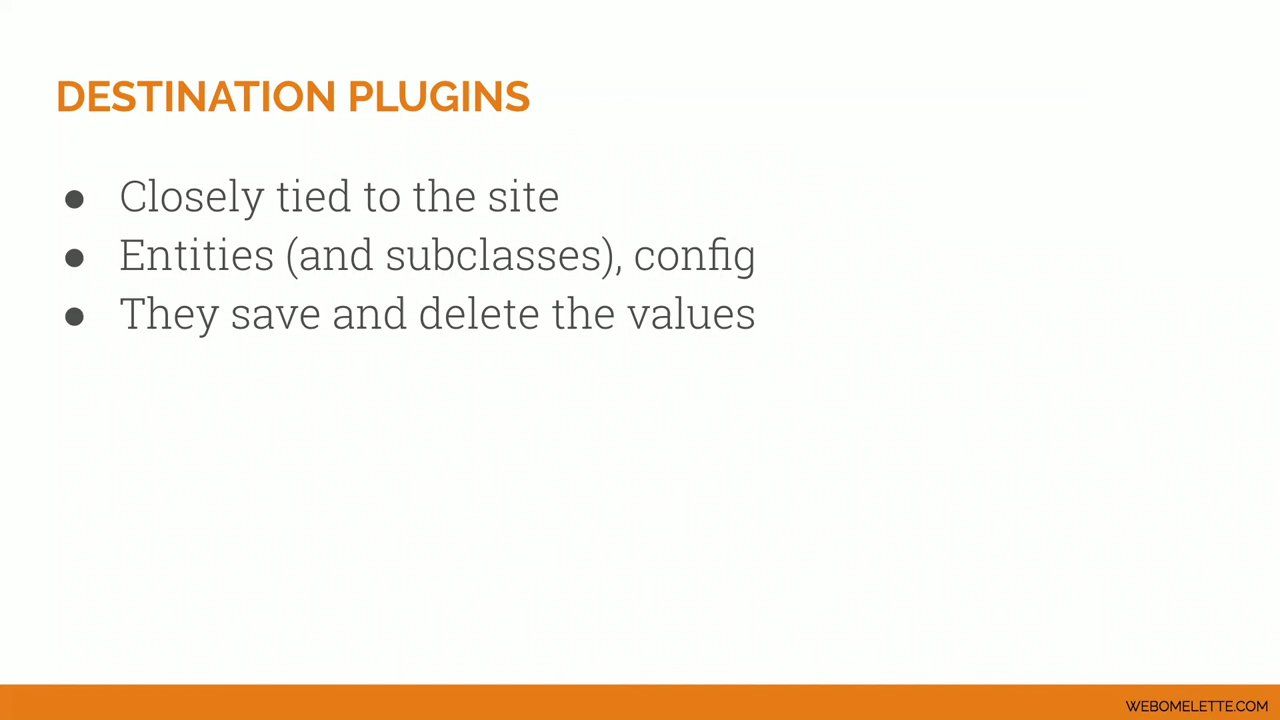 DESTINATION PLUGINS
● Closely tied to the site
● Entities (and subclasses), config
● They save and delete the values
WEBOMELETTE.COM